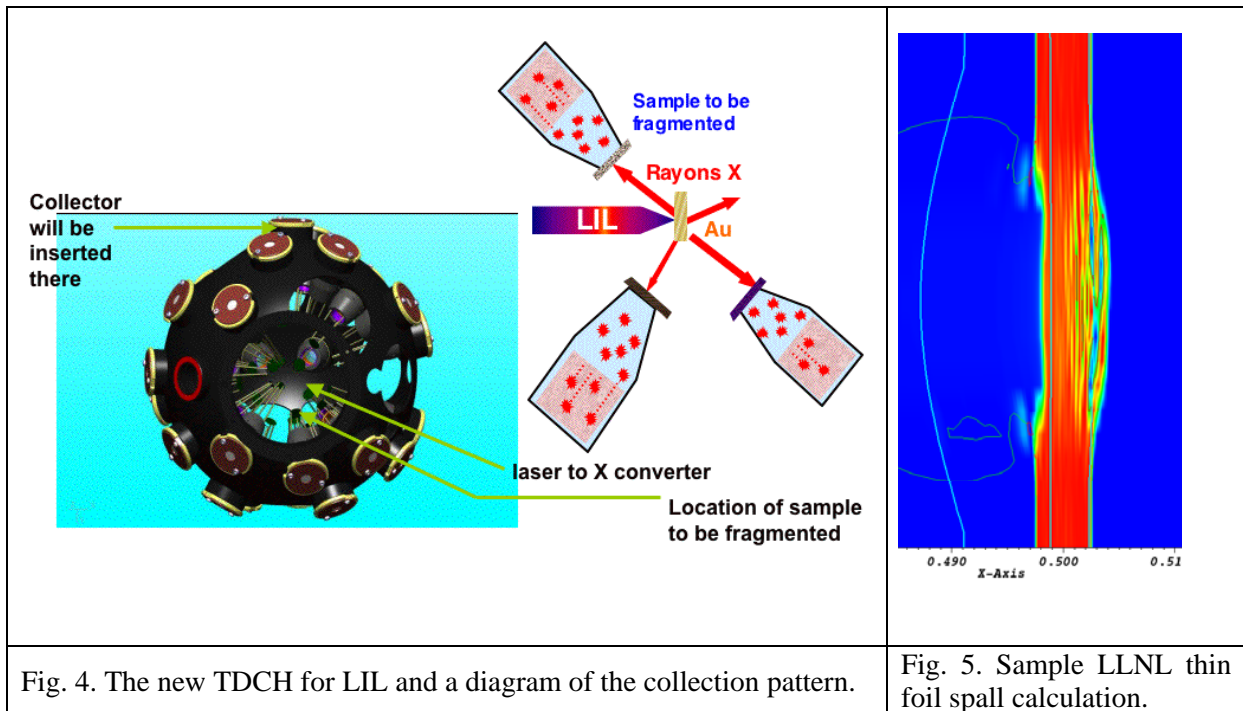 Collector
will be
inserted
there
Sample to be
fragmented
Rayons X
LIL
Au
laser to X converter
Location of sample
to be fragmented
0.490
0.500
0.51
X-Axis
Fig. 4. The new TDCH for LIL and a diagram of the collection pattern.
Fig. 5. Sample LLNL thin
foil spall calculation.